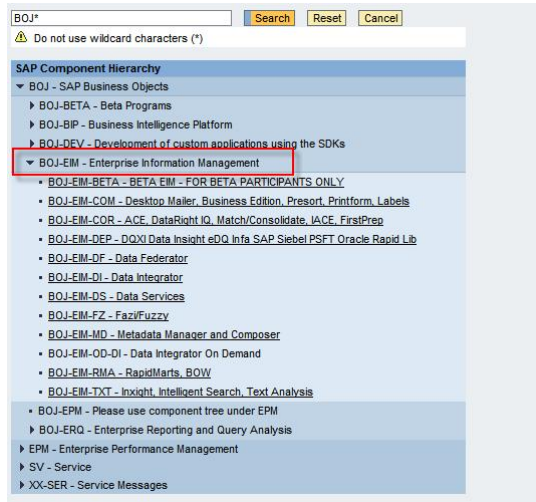 BOJ*
Search Reset Cancel
Do not use wildcard characters (*)
SAP Component Hierarchy
BOJ - SAP Business Objects
BOJ-BETA - Beta Programs
BOJ-BIP - Business Intelligence Platform
BOJ-DEV - Development of custom applications using the SDKs
BOJ-EIM - Enterprise Information Management
BOJ-EIM-BETA - BETA EIM - FOR BETA PARTICIPANTS ONLY
BOJ-EIM-COM - Desktop Mailer, Business Edition, Presort, Printform, Labels
BOJ-EIM-COR - ACE, DataRight IQ, Match/Consolidate, IACE, FirstPrep
BOJ-EIM-DEP - DQXI Data Insight eDQ Infa SAP Siebel PSFT Oracle Rapid Lib
BOJ-EIM-DF - Data Federator
BOJ-EIM-DI - Data Integrator
BOJ-EIM-DS - Data Services
BOJ-EIM-FZ - Fazi/Fuzzy
BOJ-EIM-MD - Metadata Manager and Composer
BOJ-EIM-OD-DI - Data Integrator On Demand
BOJ-EIM-RMA - RapidMarts, BOW
BOJ-EIM-TXT - Inxight, Intelligent Search, Text Analysis
BOJ-EPM - Please use component tree under EPM
BOJ-ERQ - Enterprise Reporting and Query Analysis
EPM - Enterprise Performance Management
SV - Service
XX-SER - Service Messages